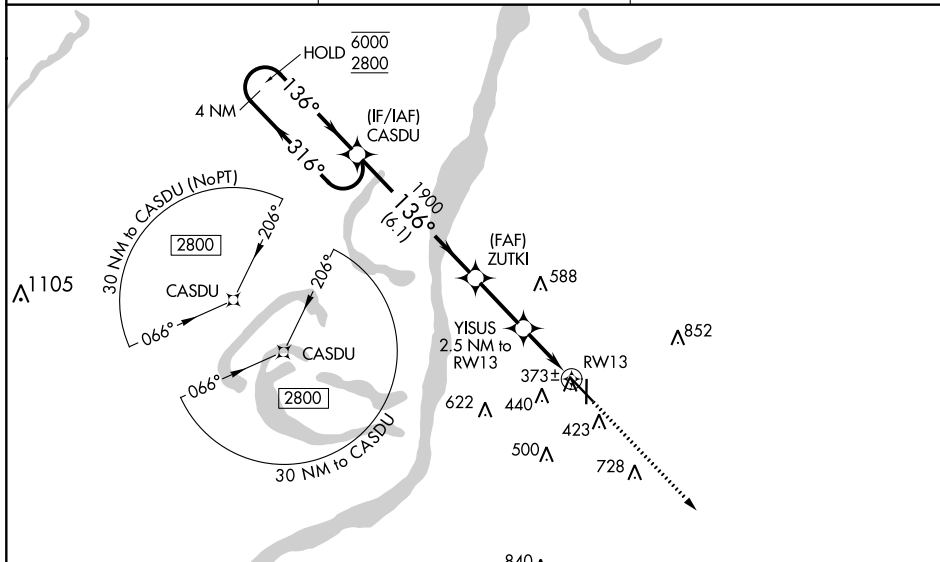 HOLD 6000
2800
136°
4 NM
(IF/IAF)
CASDU
316°
30 NM to CASDU (NoPT)
206°
2800
CASDU
066°
1900
136°
(6.1)
(FAF)
ZUTKI
588
1105
206°
CASDU
066°
2800
30 NM to CASDU
YISUS
2.5 NM to
RW13
852
RW13
373±
440
622
423
500
728
840